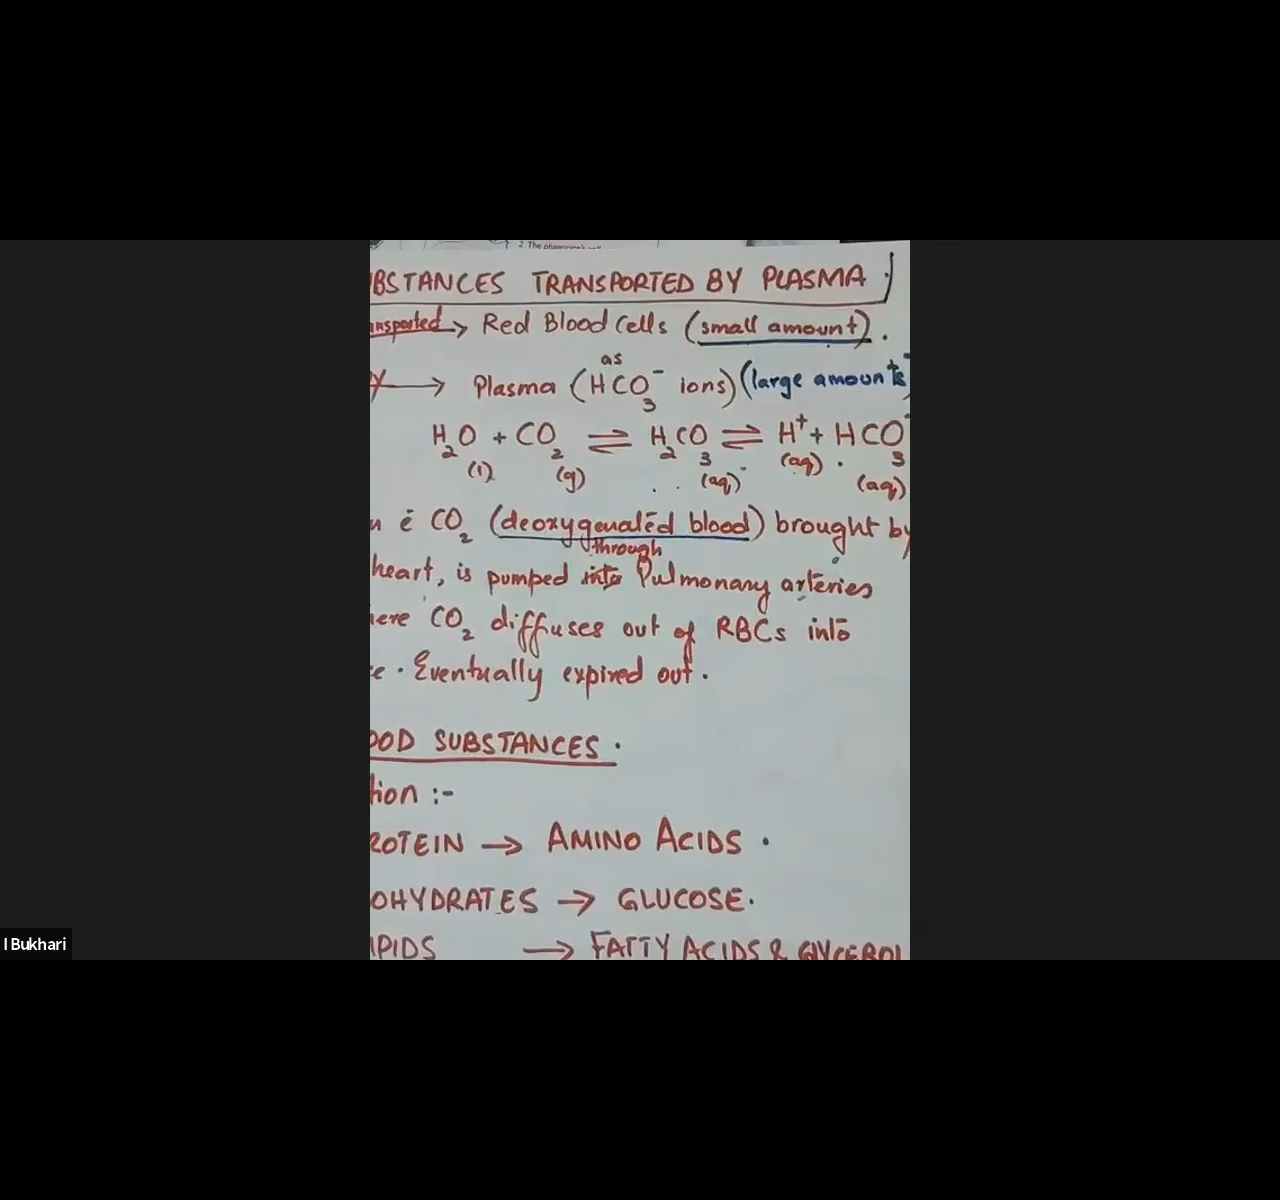 2 The
BSTANCES TRANSPORTED BY PLASMA.
nsported → Red Blood Cells (small amount).
→ Plasma (as HCO₃⁻ ions) (large amounts
H₂O(l) + CO₂(g) ⇌ H₂CO₃(aq) ⇌ H⁺(aq) + HCO₃⁻(aq)
n c̄ CO₂ (deoxygenated blood) brought by
through
heart, is pumped into Pulmonary arteries
here CO₂ diffuses out of RBCs into
e. Eventually expired out.
OOD SUBSTANCES.
tion :-
ROTEIN → AMINO ACIDS.
OHYDRATES → GLUCOSE.
IPIDS → FATTY ACIDS & GLYCEROL
I Bukhari